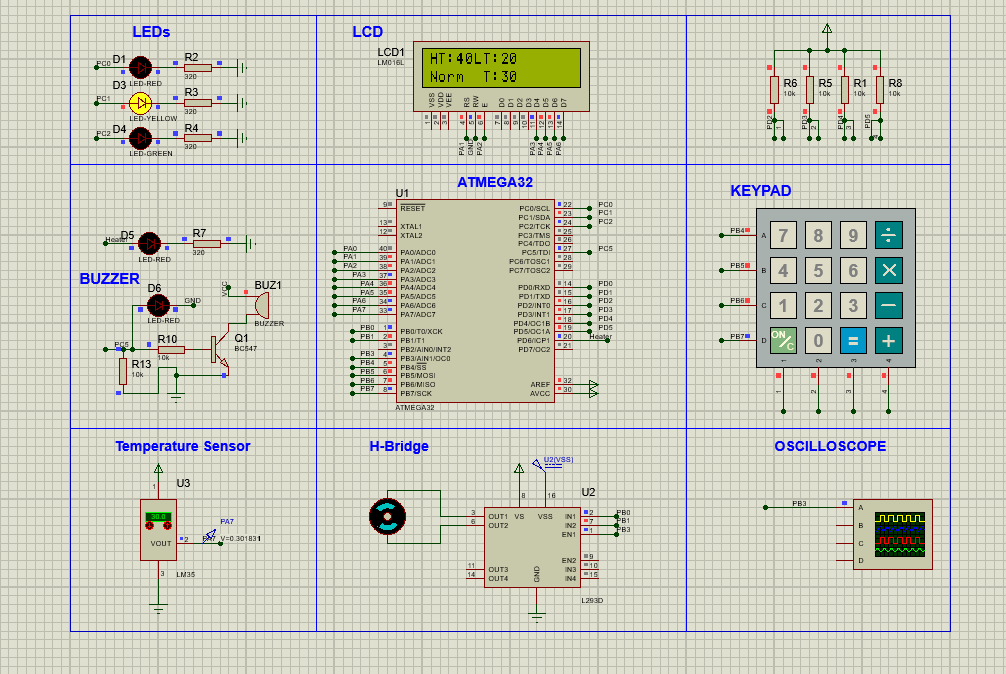 LEDs
PC0
D1
LED-RED
R2
320
PC1
D3
LED-YELLOW
R3
320
PC2
D4
LED-GREEN
R4
320
LCD
LCD1
LM016L
HT:40LT:20
Norm T:30
VSS VDD VEE RS RW E D0 D1 D2 D3 D4 D5 D6 D7
1 2 3 4 5 6 7 8 9 10 11 12 13 14
PA1 GND PA2 PA3 PA4 PA5 PA6
R6 R5 R1 R8
10k 10k 10k 10k
PD2 PD3 PD4 PD5
1 2 3
Heater
D5
LED-RED
R7
320
BUZZER
D6
LED-RED
GND
VCC
BUZ1
BUZZER
PC5
R10
10k
Q1
BC547
R13
10k
ATMEGA32
U1
9 RESET
13 XTAL1
12 XTAL2
PA0 40 PA0/ADC0
PA1 39 PA1/ADC1
PA2 38 PA2/ADC2
PA3 37 PA3/ADC3
PA4 36 PA4/ADC4
PA5 35 PA5/ADC5
PA6 34 PA6/ADC6
PA7 33 PA7/ADC7
PB0 1 PB0/T0/XCK
PB1 2 PB1/T1
3 PB2/AIN0/INT2
PB3 4 PB3/AIN1/OC0
PB4 5 PB4/SS
PB5 6 PB5/MOSI
PB6 7 PB6/MISO
PB7 8 PB7/SCK
PC0/SCL 22 PC0
PC1/SDA 23 PC1
PC2/TCK 24 PC2
PC3/TMS 25
PC4/TDO 26
PC5/TDI 27 PC5
PC6/TOSC1 28
PC7/TOSC2 29
PD0/RXD 14 PD0
PD1/TXD 15 PD1
PD2/INT0 16 PD2
PD3/INT1 17 PD3
PD4/OC1B 18 PD4
PD5/OC1A 19 PD5
PD6/ICP1 20 Heater
PD7/OC2 21
AREF 32
AVCC 30
ATMEGA32
KEYPAD
PB4 A 7 8 9 ÷
PB5 B 4 5 6 ×
PB6 C 1 2 3 −
PB7 D ON/C 0 = +
1 2 3 4
1 2 3 4
Temperature Sensor
1
U3
30.0
VOUT
2
PA7
PA7 V=0.301831
3
LM35
H-Bridge
U2(VSS)
8 16
U2
3 OUT1 VS VSS IN1 2 PB0
6 OUT2 IN2 7 PB1
EN1 1 PB3
EN2 9
11 OUT3 GND IN3 10
14 OUT4 IN4 15
L293D
OSCILLOSCOPE
PB3
A
B
C
D